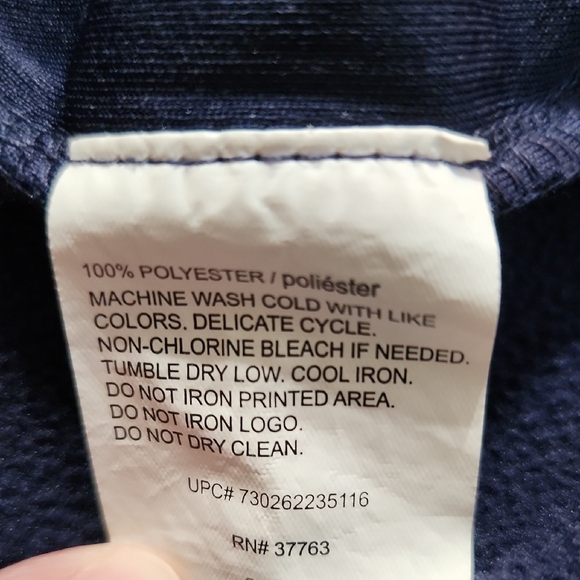 100% POLYESTER / poliéster
MACHINE WASH COLD WITH LIKE
COLORS. DELICATE CYCLE.
NON-CHLORINE BLEACH IF NEEDED.
TUMBLE DRY LOW. COOL IRON.
DO NOT IRON PRINTED AREA.
DO NOT IRON LOGO.
DO NOT DRY CLEAN.
UPC# 730262235116
RN# 37763